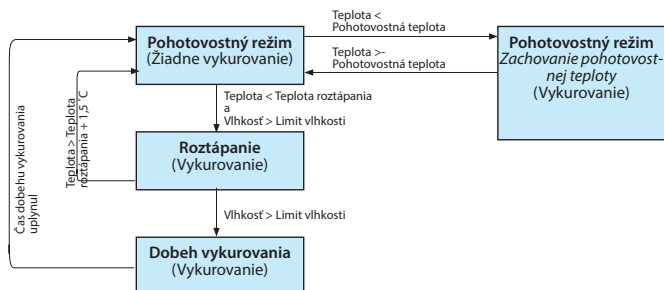 Teplota <
Pohotovostná teplota
Pohotovostný režim
(Žiadne vykurovanie)
Teplota >-
Pohotovostná teplota
Pohotovostný režim
Zachovanie pohotovost-
nej teploty
(Vykurovanie)
Teplota < Teplota roztápania
a
Vlhkosť > Limit vlhkosti
Teplota > Teplota
roztápania + 1,5 °C
Čas dobehu vykurovania
uplynul
Roztápanie
(Vykurovanie)
Vlhkosť > Limit vlhkosti
Dobeh vykurovania
(Vykurovanie)